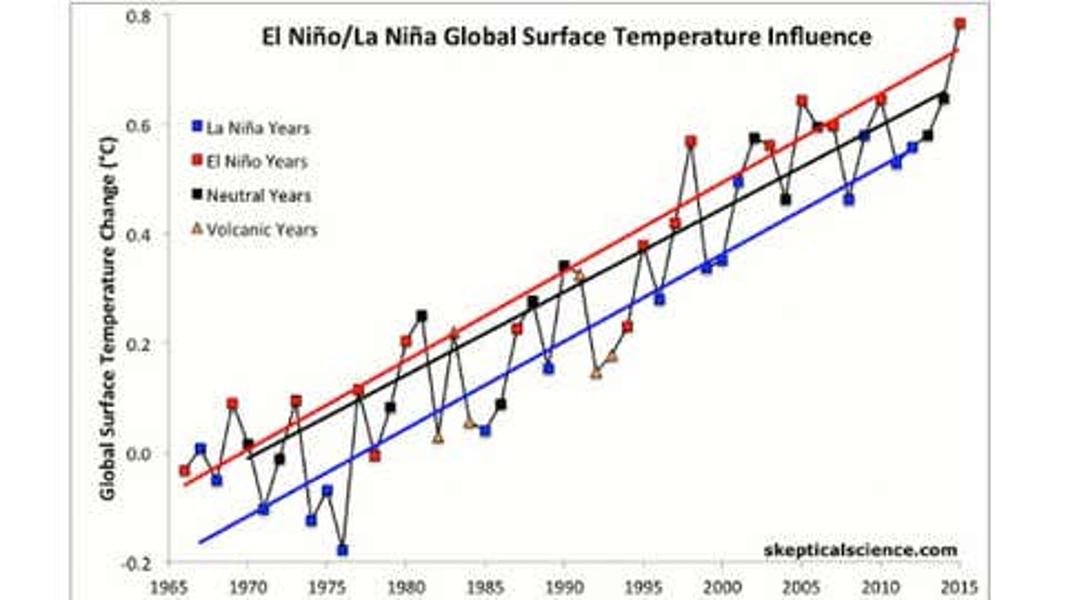 El Niño/La Niña Global Surface Temperature Influence
0.8
0.6
0.4
0.2
0.0
-0.2
Global Surface Temperature Change (°C)
La Niña Years
El Niño Years
Neutral Years
Volcanic Years
skepticalscience.com
1965 1970 1975 1980 1985 1990 1995 2000 2005 2010 2015